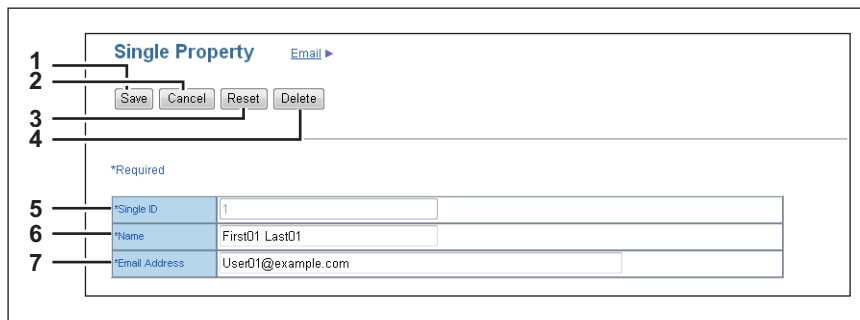 Single Property Email ►
1
2
Save Cancel Reset Delete
3
4
*Required
5 *Single ID 1
6 *Name First01 Last01
7 *Email Address User01@example.com